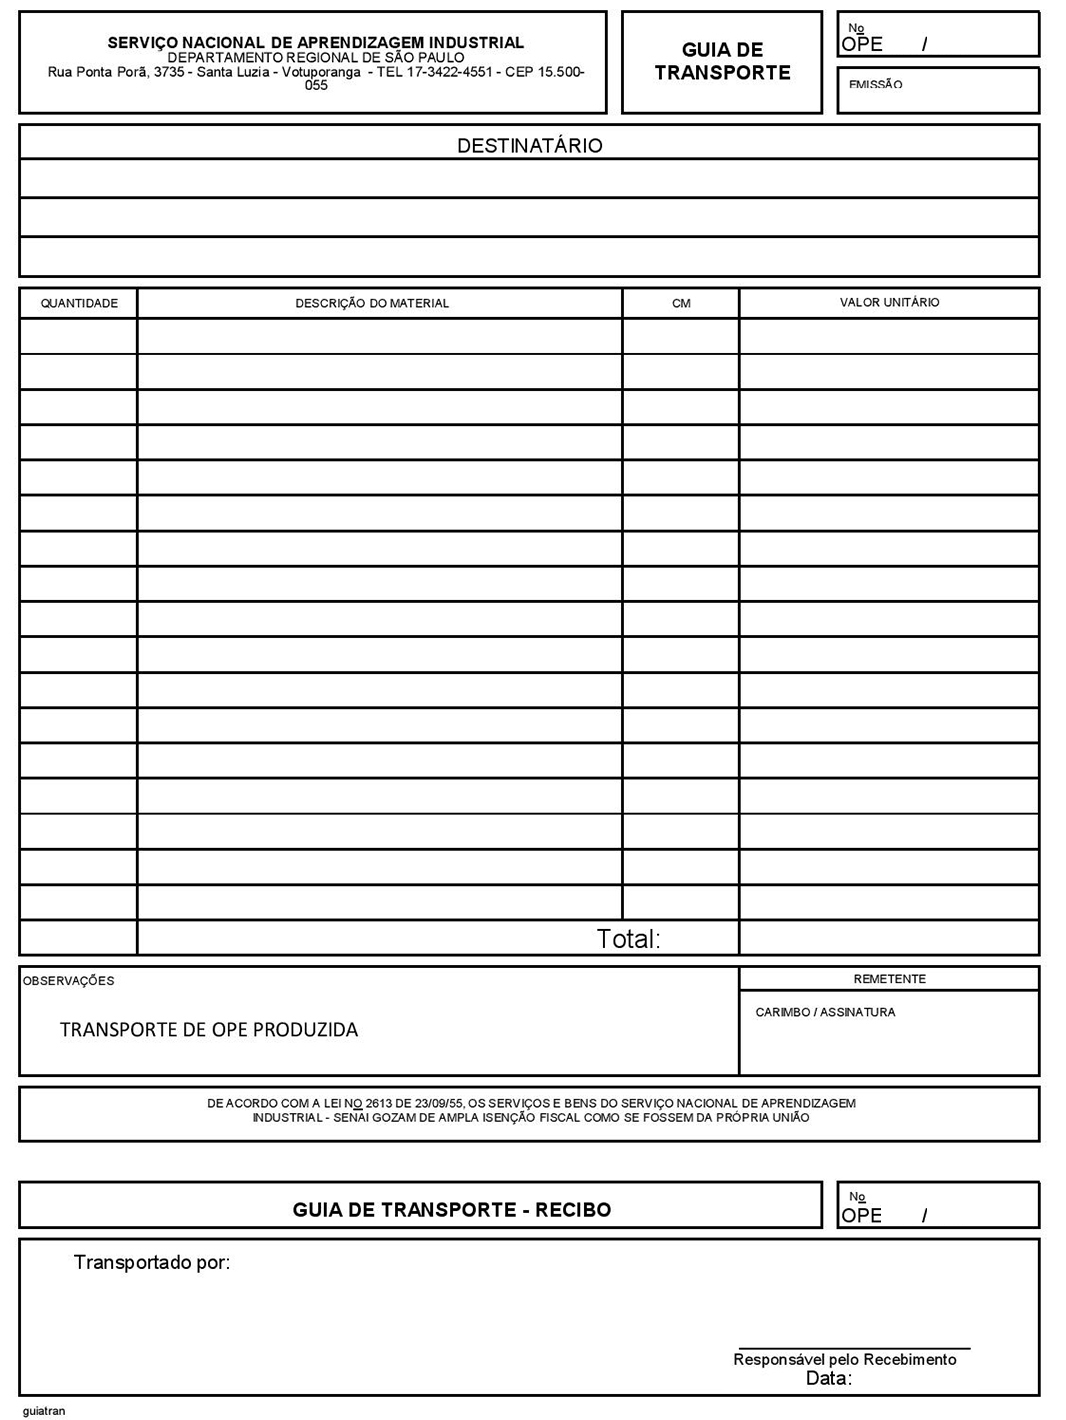 SERVIÇO NACIONAL DE APRENDIZAGEM INDUSTRIAL
DEPARTAMENTO REGIONAL DE SÃO PAULO
Rua Ponta Porã, 3735 - Santa Luzia - Votuporanga - TEL 17-3422-4551 - CEP 15.500-
055
GUIA DE
TRANSPORTE
Nº
OPE /
EMISSÃO
DESTINATÁRIO
QUANTIDADE DESCRIÇÃO DO MATERIAL CM VALOR UNITÁRIO
Total:
OBSERVAÇÕES
TRANSPORTE DE OPE PRODUZIDA
REMETENTE
CARIMBO / ASSINATURA
DE ACORDO COM A LEI NO 2613 DE 23/09/55, OS SERVIÇOS E BENS DO SERVIÇO NACIONAL DE APRENDIZAGEM
INDUSTRIAL - SENAI GOZAM DE AMPLA ISENÇÃO FISCAL COMO SE FOSSEM DA PRÓPRIA UNIÃO
GUIA DE TRANSPORTE - RECIBO
Nº
OPE /
Transportado por:
Responsável pelo Recebimento
Data:
guiatran